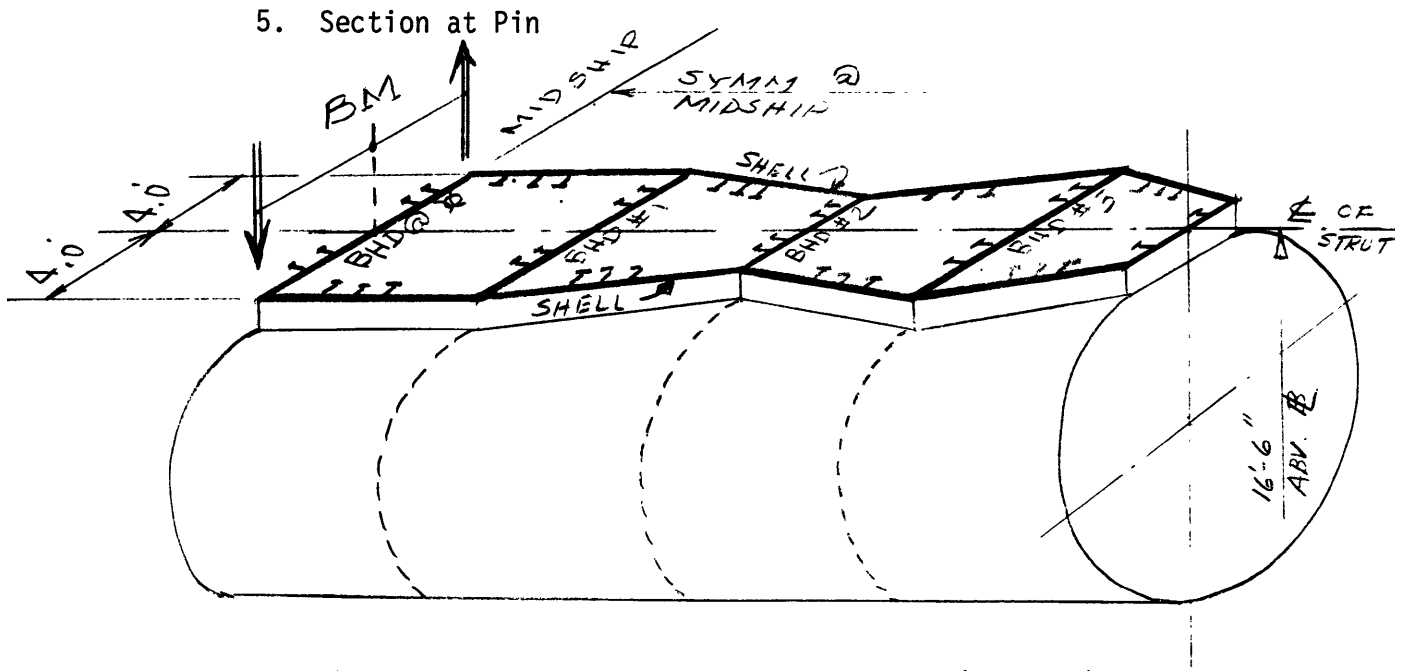 5. Section at Pin
BM
MIDSHIP
SYMM @
MIDSHIP
4.'0
4.'0
SHELL
BHD @ ⅊
BHD #1
BHD #2
BHD #3
SHELL
℄ OF
STRUT
16'-6"
ABV. ⅊